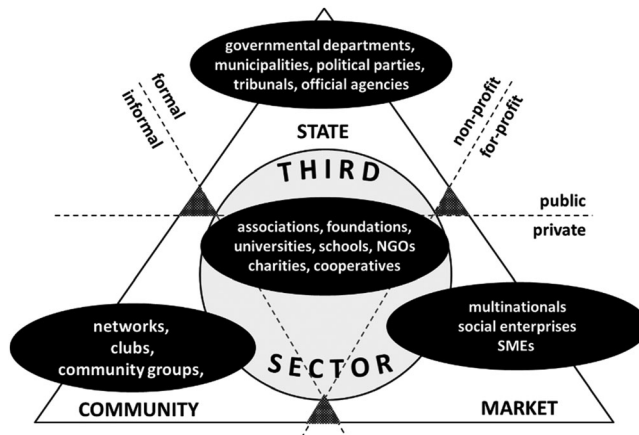 governmental departments,
municipalities, political parties,
tribunals, official agencies
formal
informal
non-profit
for-profit
STATE
THIRD
public
private
associations, foundations,
universities, schools, NGOs
charities, cooperatives
networks,
clubs,
community groups,
multinationals
social enterprises
SMEs
SECTOR
COMMUNITY
MARKET